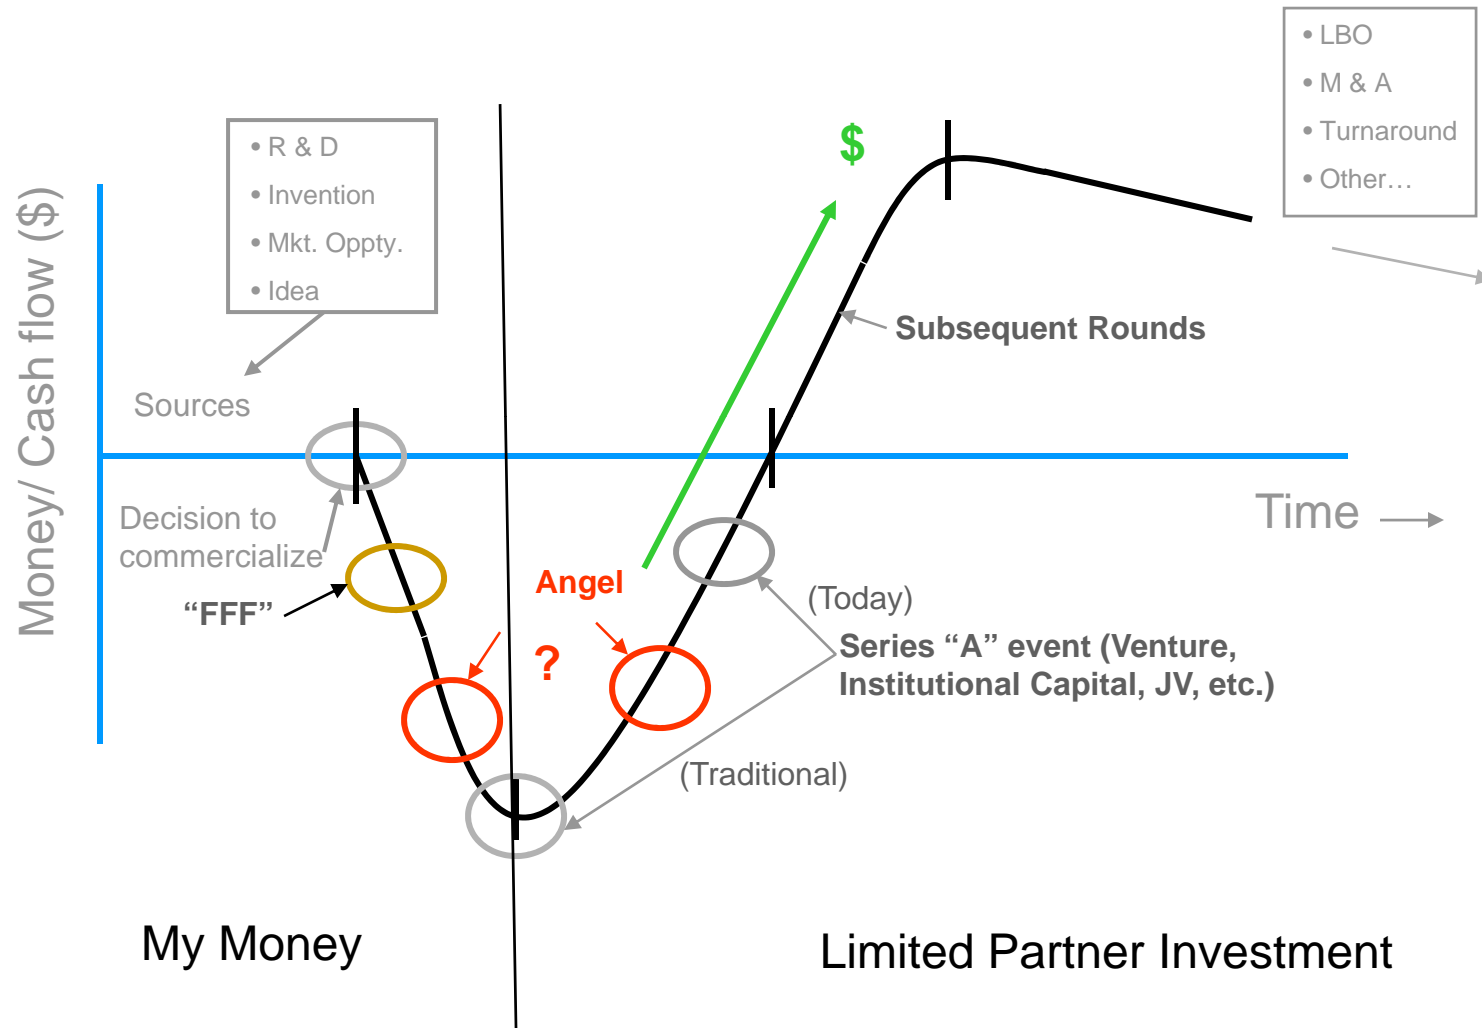 • LBO
• M & A
• Turnaround
• Other…
• R & D
• Invention
• Mkt. Oppty.
• Idea
$
Money/ Cash flow ($)
Subsequent Rounds
Sources
Time
Decision to
commercialize
“FFF”
Angel
?
(Today)
Series “A” event (Venture,
Institutional Capital, JV, etc.)
(Traditional)
My Money
Limited Partner Investment